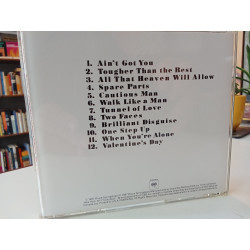 1. Ain't Got You
2. Tougher Than the Rest
3. All That Heaven Will Allow
4. Spare Parts
5. Cautious Man
6. Walk Like a Man
7. Tunnel of Love
8. Two Faces
9. Brilliant Disguise
10. One Step Up
11. When You're Alone
12. Valentine's Day